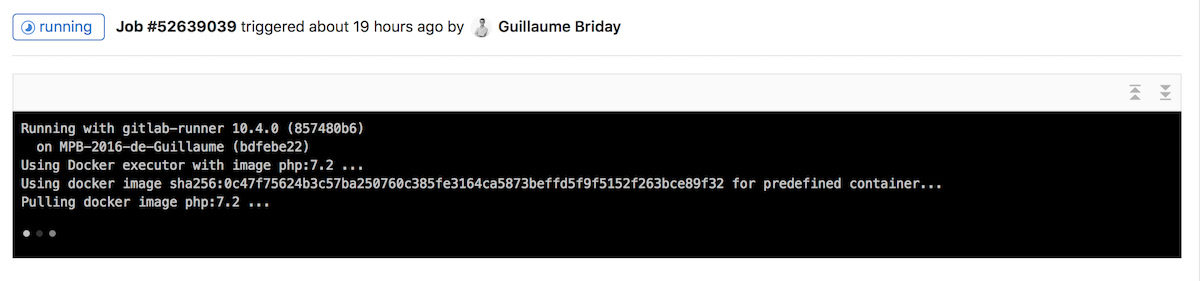 running Job #52639039 triggered about 19 hours ago by Guillaume Briday
Running with gitlab-runner 10.4.0 (857480b6)
on MPB-2016-de-Guillaume (bdfebe22)
Using Docker executor with image php:7.2 ...
Using docker image sha256:0c47f75624b3c57ba250760c385fe3164ca5873beffd5f9f5152f263bce89f32 for predefined container...
Pulling docker image php:7.2 ...